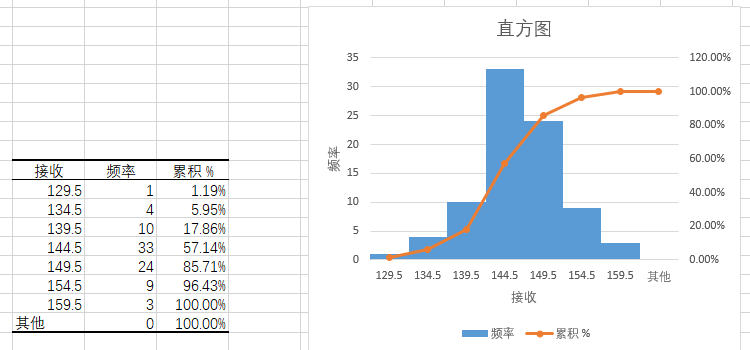 接收 频率 累积 %
129.5 1 1.19%
134.5 4 5.95%
139.5 10 17.86%
144.5 33 57.14%
149.5 24 85.71%
154.5 9 96.43%
159.5 3 100.00%
其他 0 100.00%
直方图
35 120.00%
30 100.00%
25 80.00%
20 60.00%
15 40.00%
10 20.00%
5 0.00%
0
频率
129.5 134.5 139.5 144.5 149.5 154.5 159.5 其他
接收
频率 累积 %